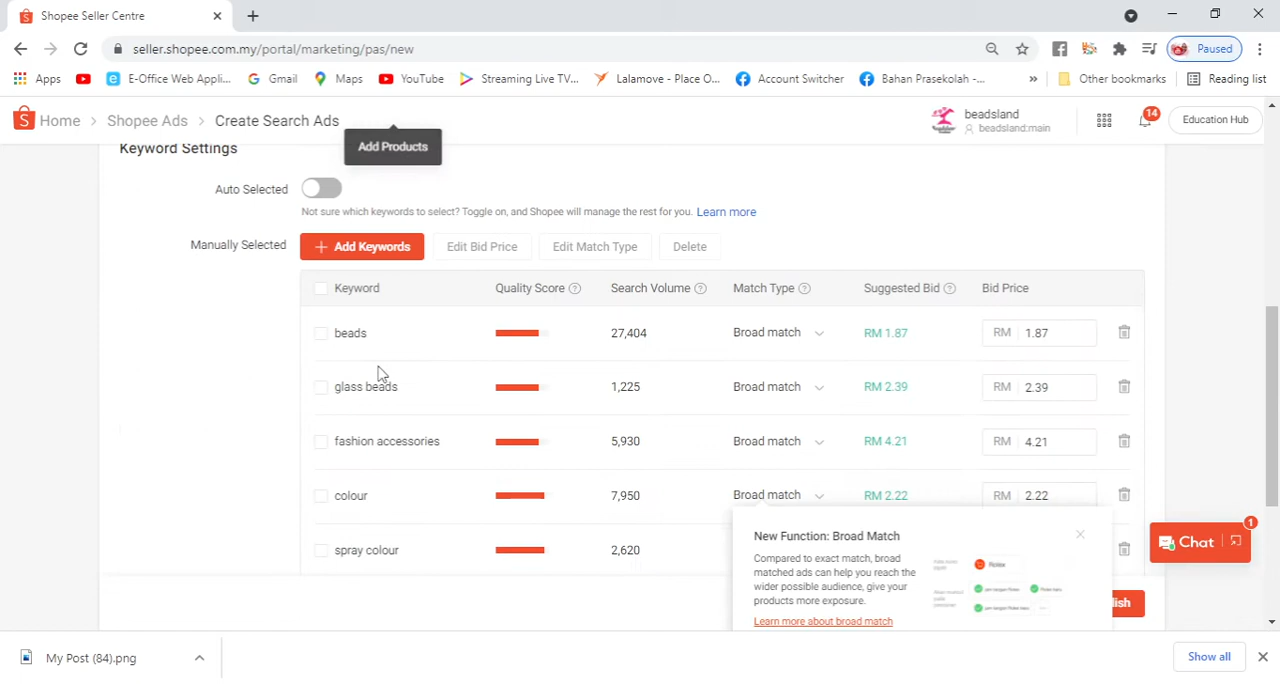 Shopee Seller Centre
seller.shopee.com.my/portal/marketing/pas/new
Paused
Apps
E-Office Web Appli...
Gmail
Maps
YouTube
Streaming Live TV...
Lalamove - Place O...
Account Switcher
Bahan Prasekolah -...
»
Other bookmarks
Reading list
Home > Shopee Ads > Create Search Ads
beadsland
beadsland:main
14
Education Hub
Add Products
Keyword Settings
Auto Selected
Not sure which keywords to select? Toggle on, and Shopee will manage the rest for you. Learn more
Manually Selected
+ Add Keywords
Edit Bid Price
Edit Match Type
Delete
Keyword Quality Score ? Search Volume ? Match Type ? Suggested Bid ? Bid Price
beads 27,404 Broad match RM 1.87 RM 1.87
glass beads 1,225 Broad match RM 2.39 RM 2.39
fashion accessories 5,930 Broad match RM 4.21 RM 4.21
colour 7,950 Broad match RM 2.22 RM 2.22
spray colour 2,620
New Function: Broad Match
Compared to exact match, broad
matched ads can help you reach the
wider possible audience, give your
products more exposure.
Learn more about broad match
Chat
1
lish
My Post (84).png
Show all